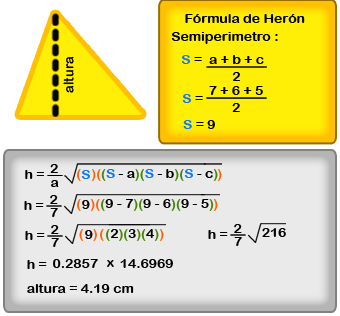 altura
Fórmula de Herón
Semiperimetro :
S = a + b + c / 2
S = 7 + 6 + 5 / 2
S = 9
h = 2/a √(S)((S - a)(S - b)(S - c))
h = 2/7 √(9)((9 - 7)(9 - 6)(9 - 5))
h = 2/7 √(9)((2)(3)(4))
h = 2/7 √216
h = 0.2857 x 14.6969
altura = 4.19 cm